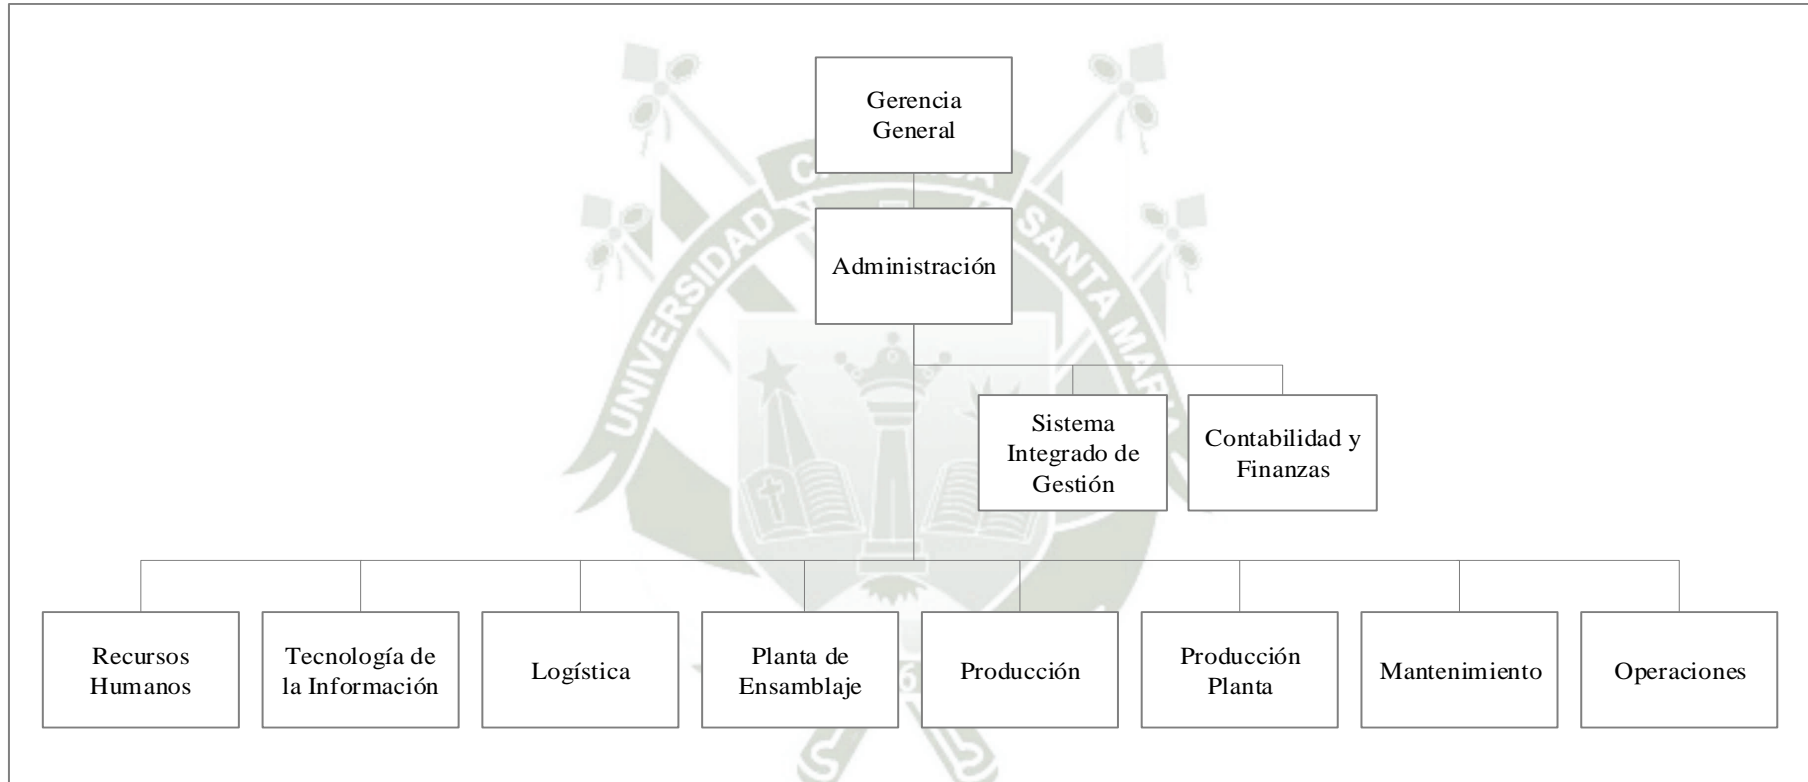 Gerencia
General
Administración
Sistema
Integrado de
Gestión
Contabilidad y
Finanzas
Recursos
Humanos
Tecnología de
la Información
Logística
Planta de
Ensamblaje
Producción
Producción
Planta
Mantenimiento
Operaciones
UNIVERSIDAD
SANTA